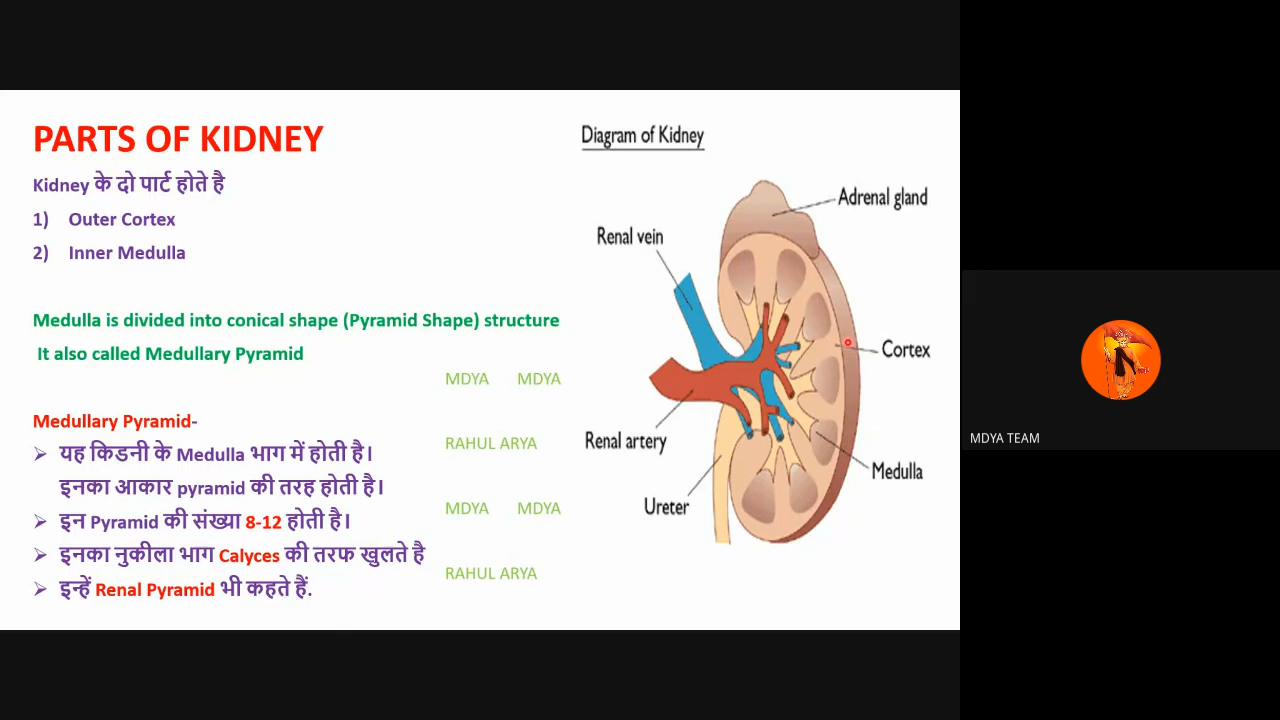 PARTS OF KIDNEY
Kidney के दो पार्ट होते है
1) Outer Cortex
2) Inner Medulla
Medulla is divided into conical shape (Pyramid Shape) structure
It also called Medullary Pyramid
MDYA MDYA
Medullary Pyramid-
यह किडनी के Medulla भाग में होती है।
RAHUL ARYA
इनका आकार pyramid की तरह होती है।
MDYA MDYA
इन Pyramid की संख्या 8-12 होती है।
इनका नुकीला भाग Calyces की तरफ खुलते है
RAHUL ARYA
इन्हें Renal Pyramid भी कहते हैं.
Diagram of Kidney
Adrenal gland
Renal vein
Cortex
Renal artery
Medulla
Ureter
MDYA TEAM